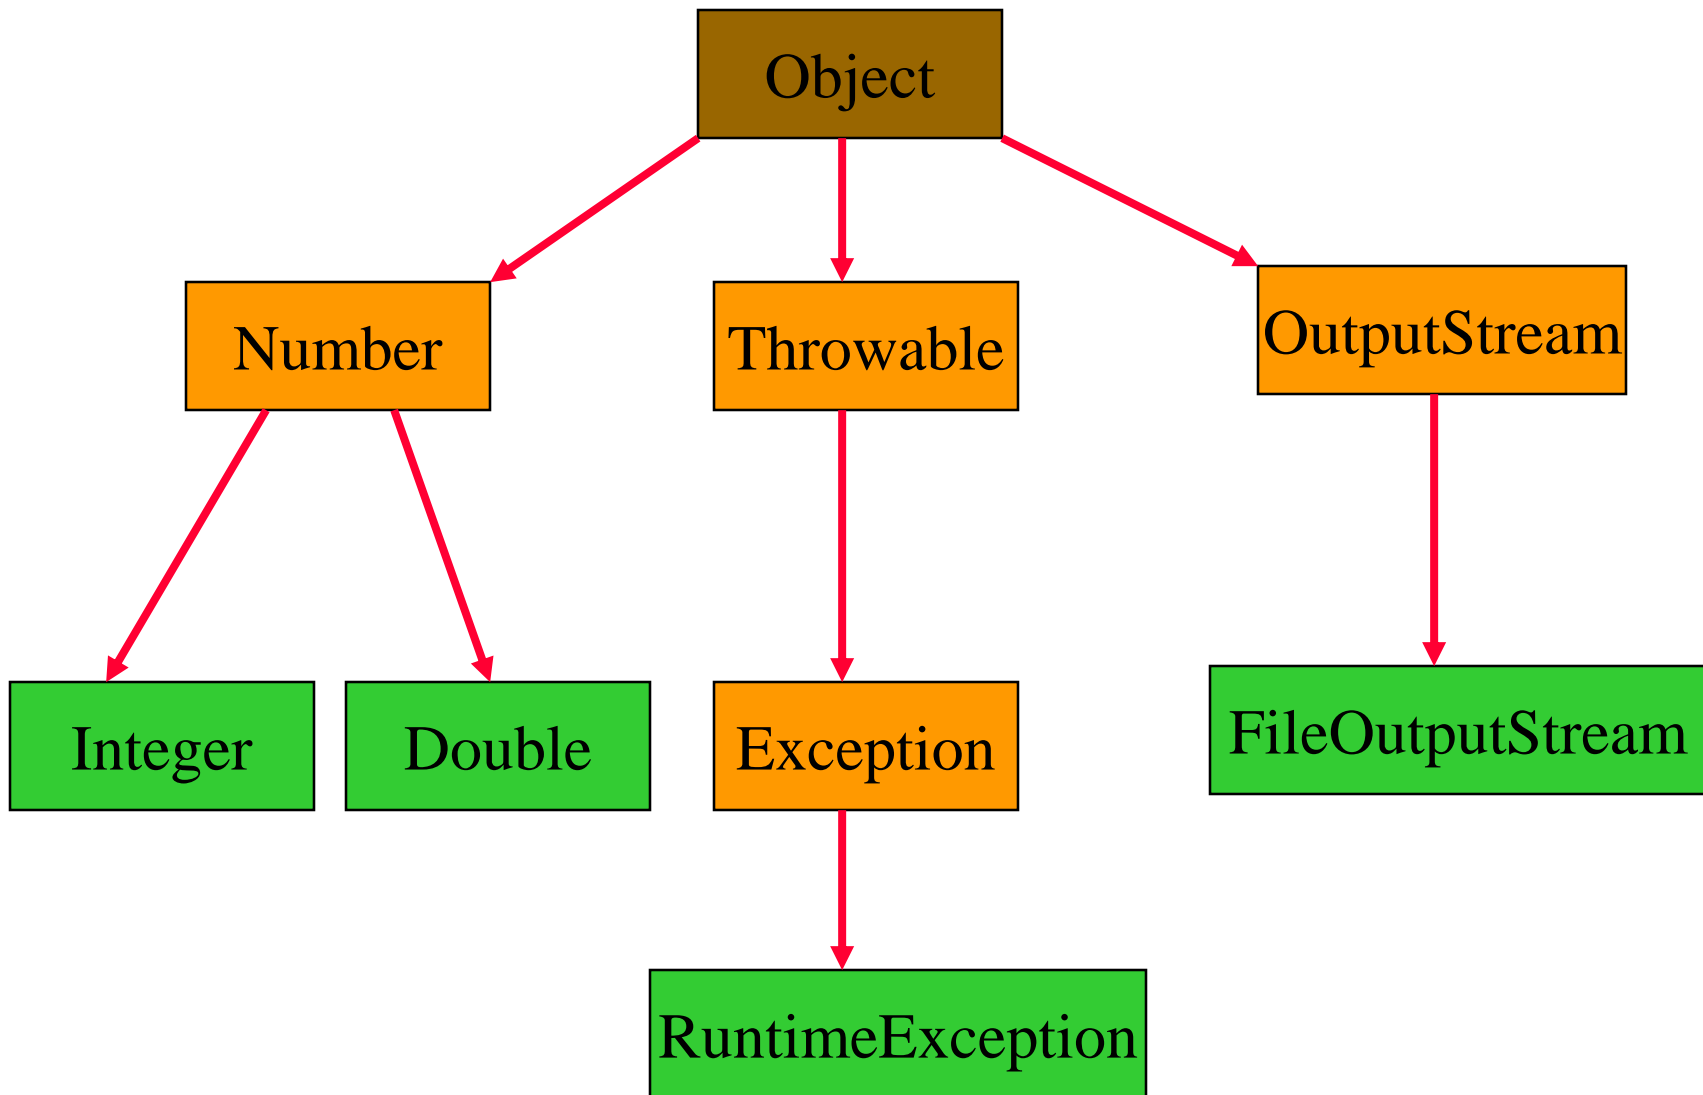 Object
Number
Throwable
OutputStream
Integer
Double
Exception
FileOutputStream
RuntimeException